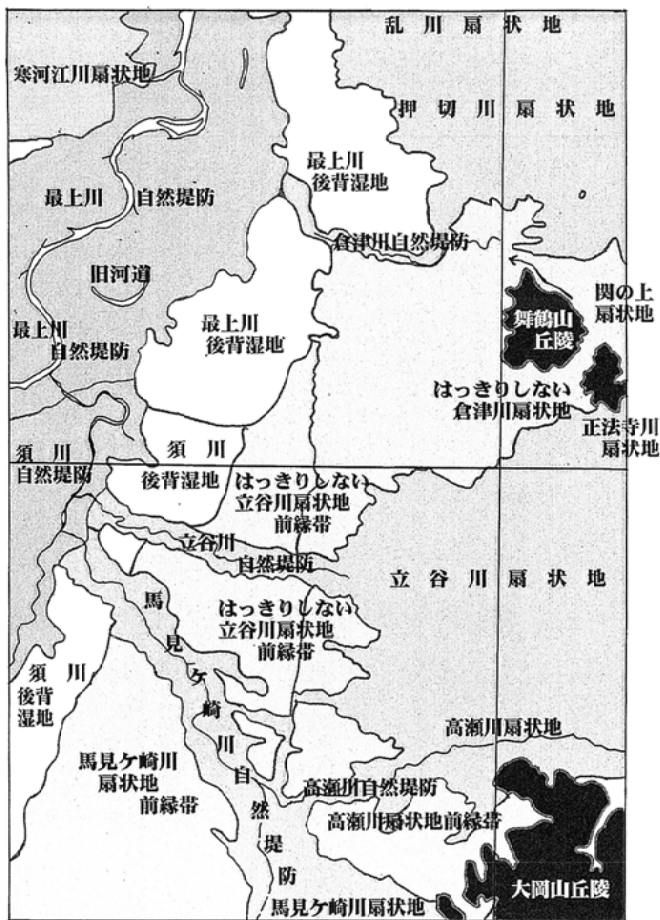 乱川扇状地
寒河江川扇状地
押切川扇状地
最上川
後背湿地
最上川
自然堤防
倉津川自然堤防
旧河道
関の上
扇状地
舞鶴山
丘陵
最上川
後背湿地
最上川
自然堤防
はっきりしない
倉津川扇状地
正法寺川
扇状地
須川
自然堤防
須川
後背湿地
はっきりしない
立谷川扇状地
前縁帯
立谷川
自然堤防
立谷川扇状地
馬見ケ崎川自然堤防
はっきりしない
立谷川扇状地
前縁帯
須川
後背
湿地
高瀬川扇状地
馬見ケ崎川
扇状地
前縁帯
高瀬川自然堤防
高瀬川扇状地前縁帯
大岡山丘陵
馬見ケ崎川扇状地